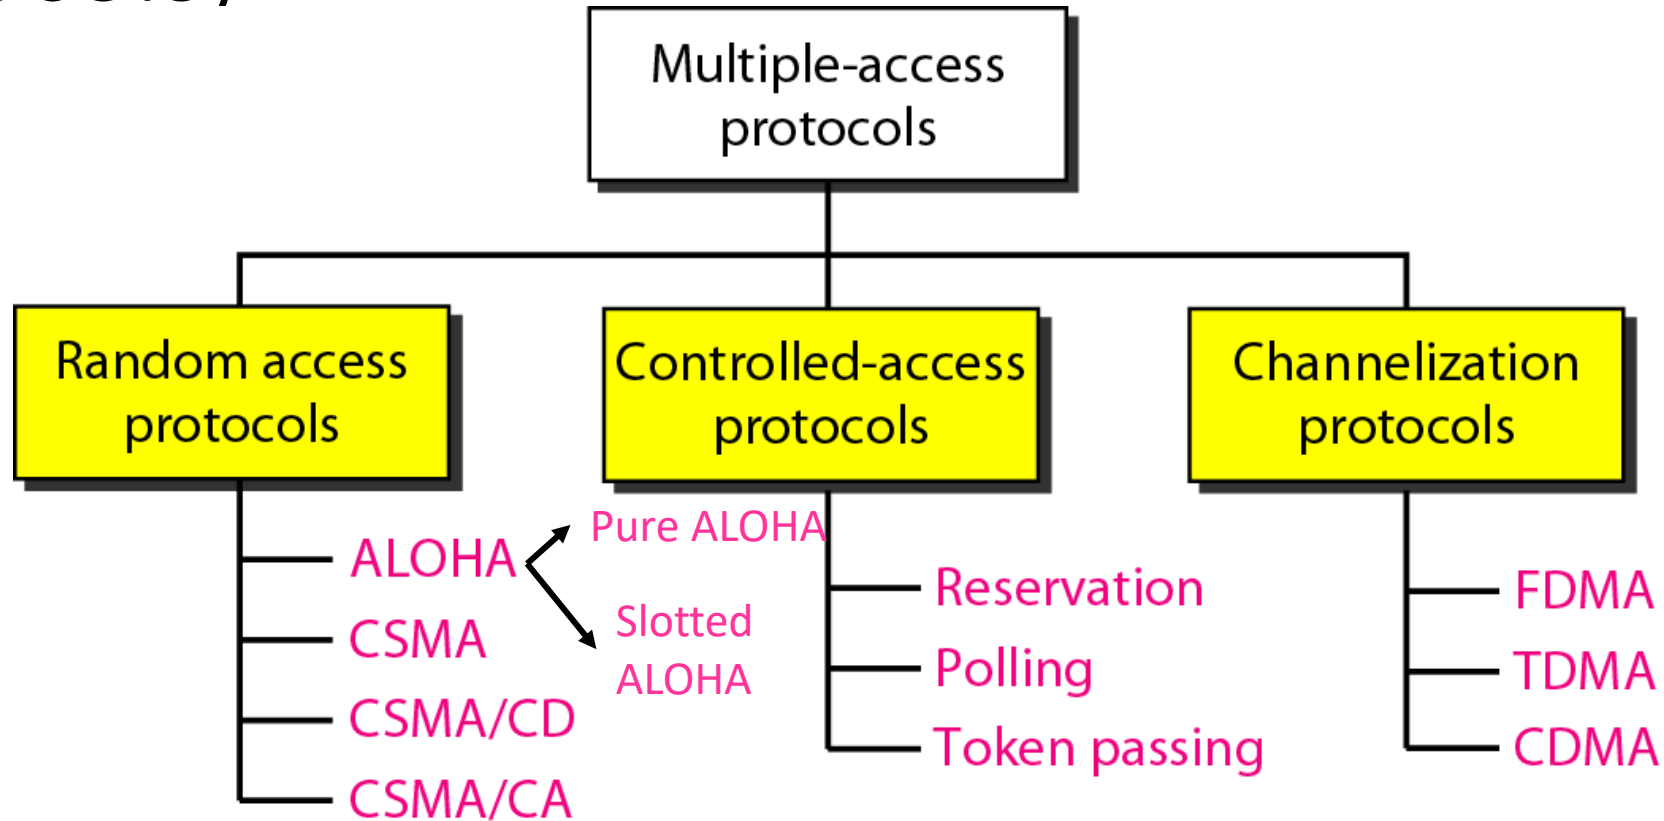 Multiple-access
protocols
Random access
protocols
Controlled-access
protocols
Channelization
protocols
ALOHA
Pure ALOHA
Slotted
ALOHA
CSMA
CSMA/CD
CSMA/CA
Reservation
Polling
Token passing
FDMA
TDMA
CDMA